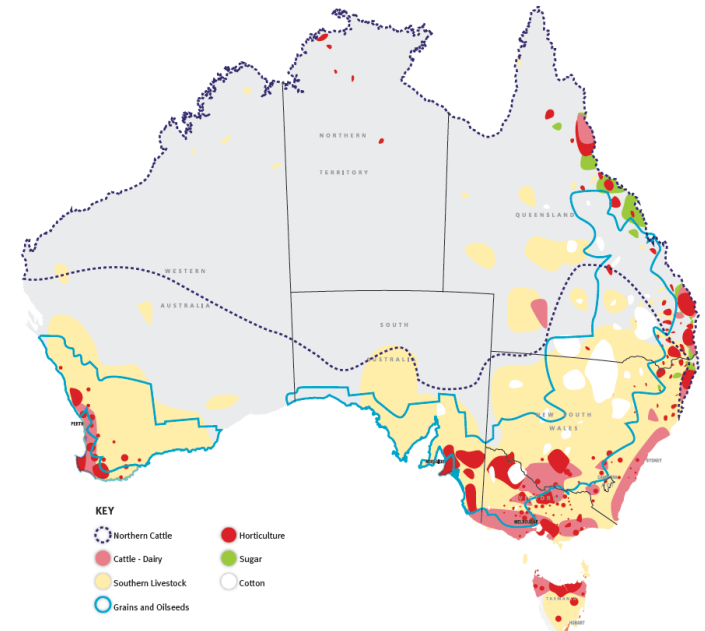 NORTHERN
TERRITORY
QUEENSLAND
WESTERN
AUSTRALIA
SOUTH
AUSTRALIA
NEW SOUTH
WALES
PERTH
SYDNEY
MELBOURNE
TASMANIA
HOBART
KEY
Northern Cattle
Cattle - Dairy
Southern Livestock
Grains and Oilseeds
Horticulture
Sugar
Cotton